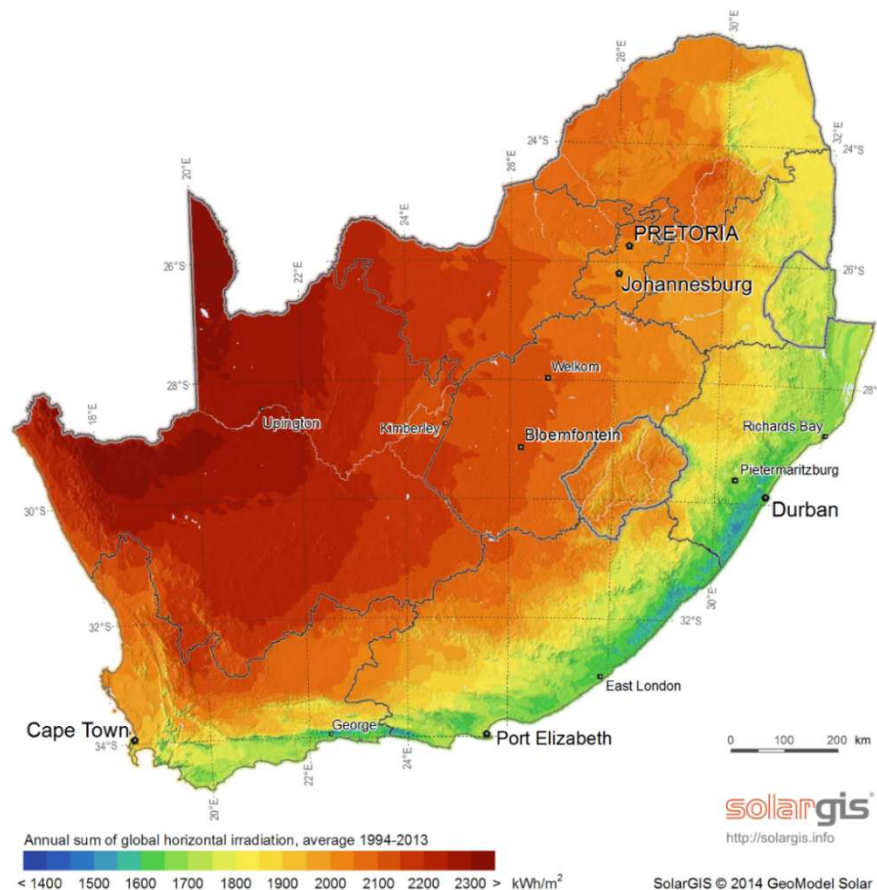 30°E
28°E
24°S
26°E
32°E
24°S
20°E
24°E
PRETORIA
26°S
22°E
26°S
Johannesburg
Welkom
28°S
28°S
18°E
Upington
Kimberley
Bloemfontein
Richards Bay
Pietermaritzburg
30°S
Durban
30°E
32°S
32°S
East London
Cape Town
George
Port Elizabeth
34°S
22°E
24°E
20°E
0 100 200 km
solargis®
http://solargis.info
Annual sum of global horizontal irradiation, average 1994-2013
< 1400 1500 1600 1700 1800 1900 2000 2100 2200 2300 > kWh/m²
SolarGIS © 2014 GeoModel Solar